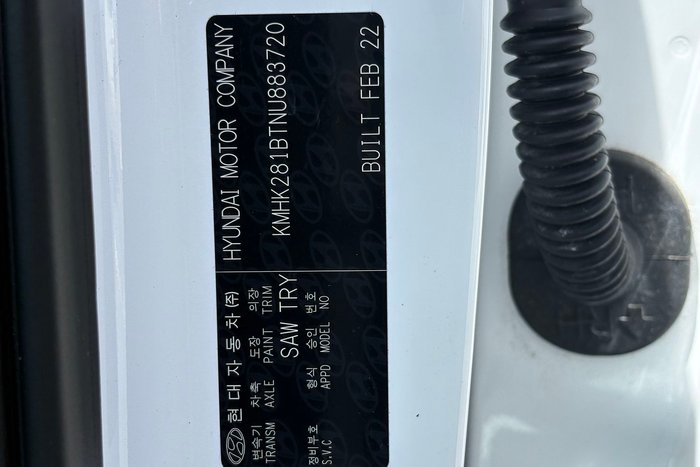 현대자동차(주) HYUNDAI MOTOR COMPANY
변속기 차축 도장 의장
TRANSM AXLE PAINT TRIM
SAW TRY KMHK281BTNU883720
정비부호 형식 승인 번호
S.V.C APPD MODEL NO
BUILT FEB 22